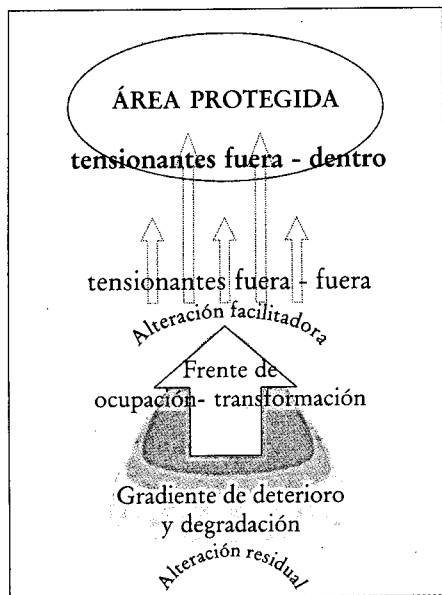 ÁREA PROTEGIDA
tensionantes fuera - dentro
tensionantes fuera - fuera
Alteración facilitadora
Frente de
ocupación- transformación
Gradiente de deterioro
y degradación
Alteración residual